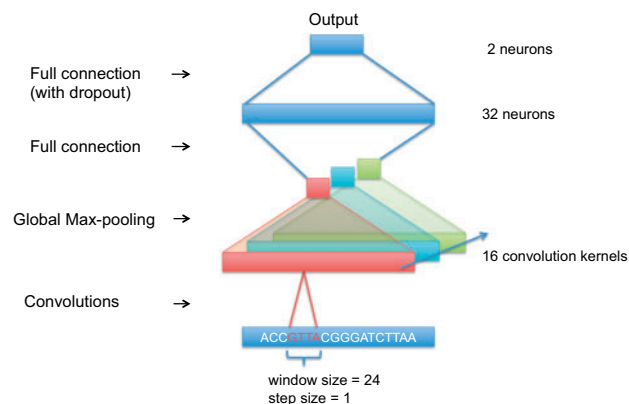 Output
2 neurons
Full connection →
(with dropout)
32 neurons
Full connection →
Global Max-pooling →
16 convolution kernels
Convolutions →
ACCGTTACGGGATCTTAA
window size = 24
step size = 1